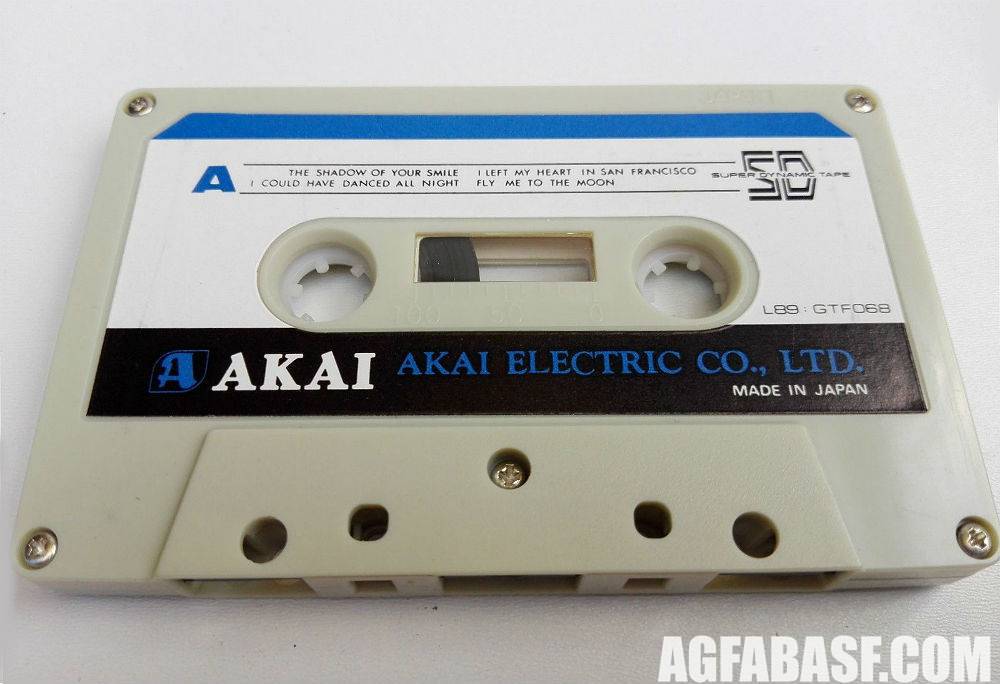 JAPAN
A
THE SHADOW OF YOUR SMILE I LEFT MY HEART IN SAN FRANCISCO
I COULD HAVE DANCED ALL NIGHT FLY ME TO THE MOON
SD
SUPER DYNAMIC TAPE
100 50 0
L89 : GTF068
A AKAI AKAI ELECTRIC CO., LTD.
MADE IN JAPAN
AGFABASF.COM